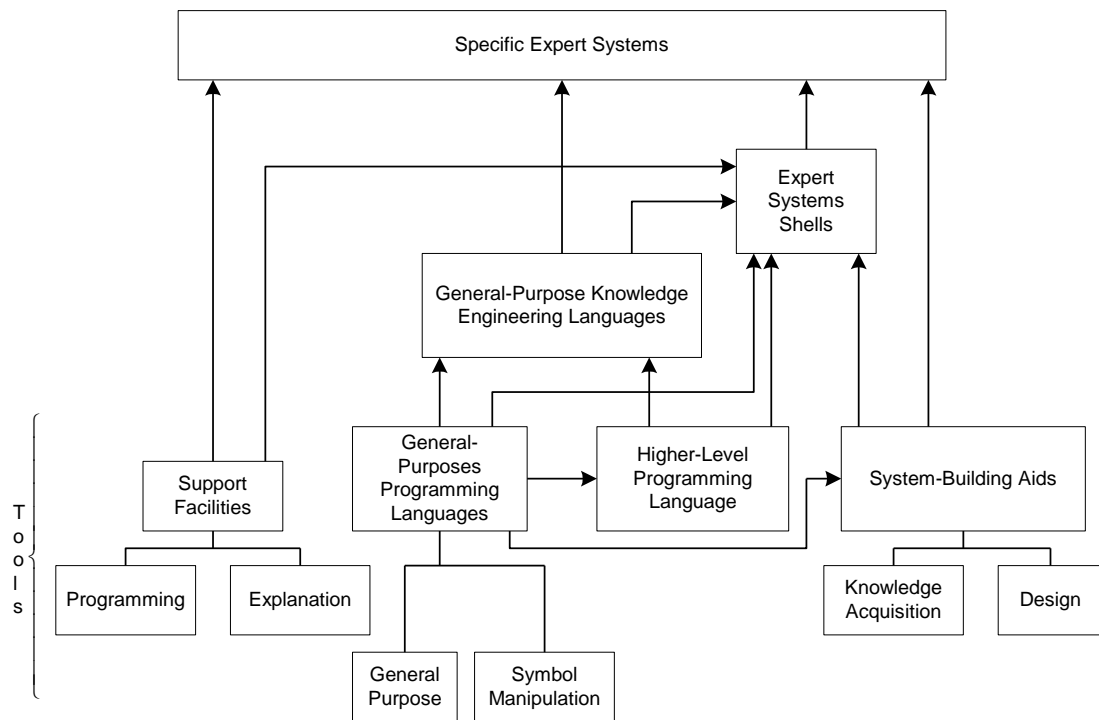 Specific Expert Systems
Expert
Systems
Shells
General-Purpose Knowledge
Engineering Languages
General-
Purposes
Programming
Languages
Higher-Level
Programming
Language
System-Building Aids
Support
Facilities
Tools
Programming
Explanation
Knowledge
Acquisition
Design
General
Purpose
Symbol
Manipulation